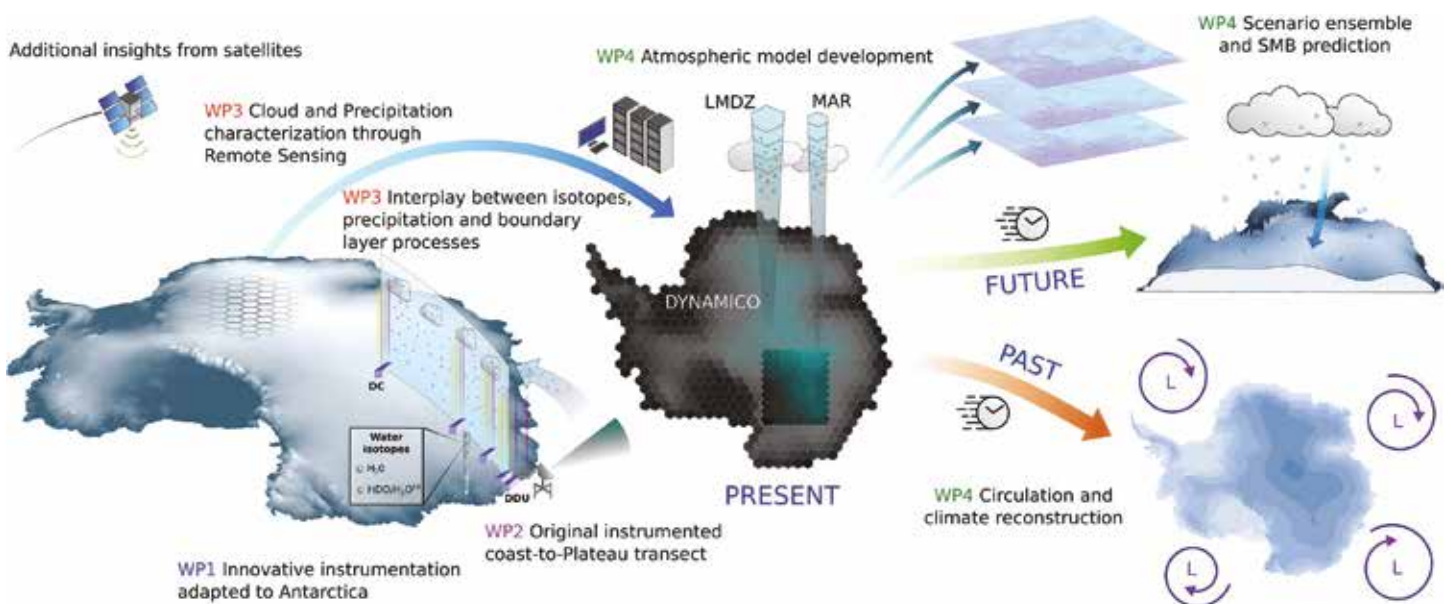 Additional insights from satellites
WP3 Cloud and Precipitation
characterization through
Remote Sensing
WP3 Interplay between isotopes,
precipitation and boundary
layer processes
DC
Water
isotopes
H₂O
HDO/H₂O¹⁸
DDU
WP1 Innovative instrumentation
adapted to Antarctica
WP2 Original instrumented
coast-to-Plateau transect
WP4 Atmospheric model development
LMDZ
MAR
DYNAMICO
PRESENT
WP4 Scenario ensemble
and SMB prediction
FUTURE
PAST
WP4 Circulation and
climate reconstruction
L
L
L
L